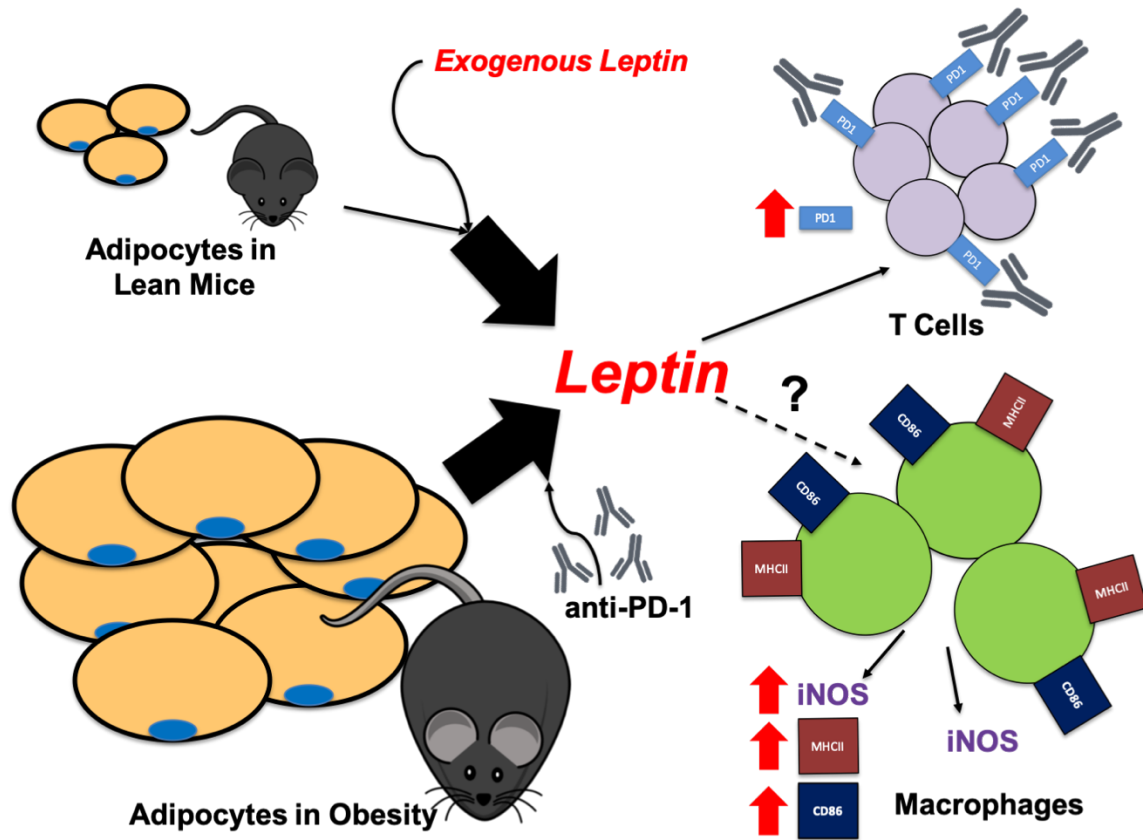 Exogenous Leptin
Adipocytes in
Lean Mice
PD1
PD1
PD1
PD1
PD1
PD1
T Cells
Leptin
?
CD86
MHCII
CD86
MHCII
MHCII
CD86
anti-PD-1
Adipocytes in Obesity
iNOS
MHCII
CD86
iNOS
Macrophages